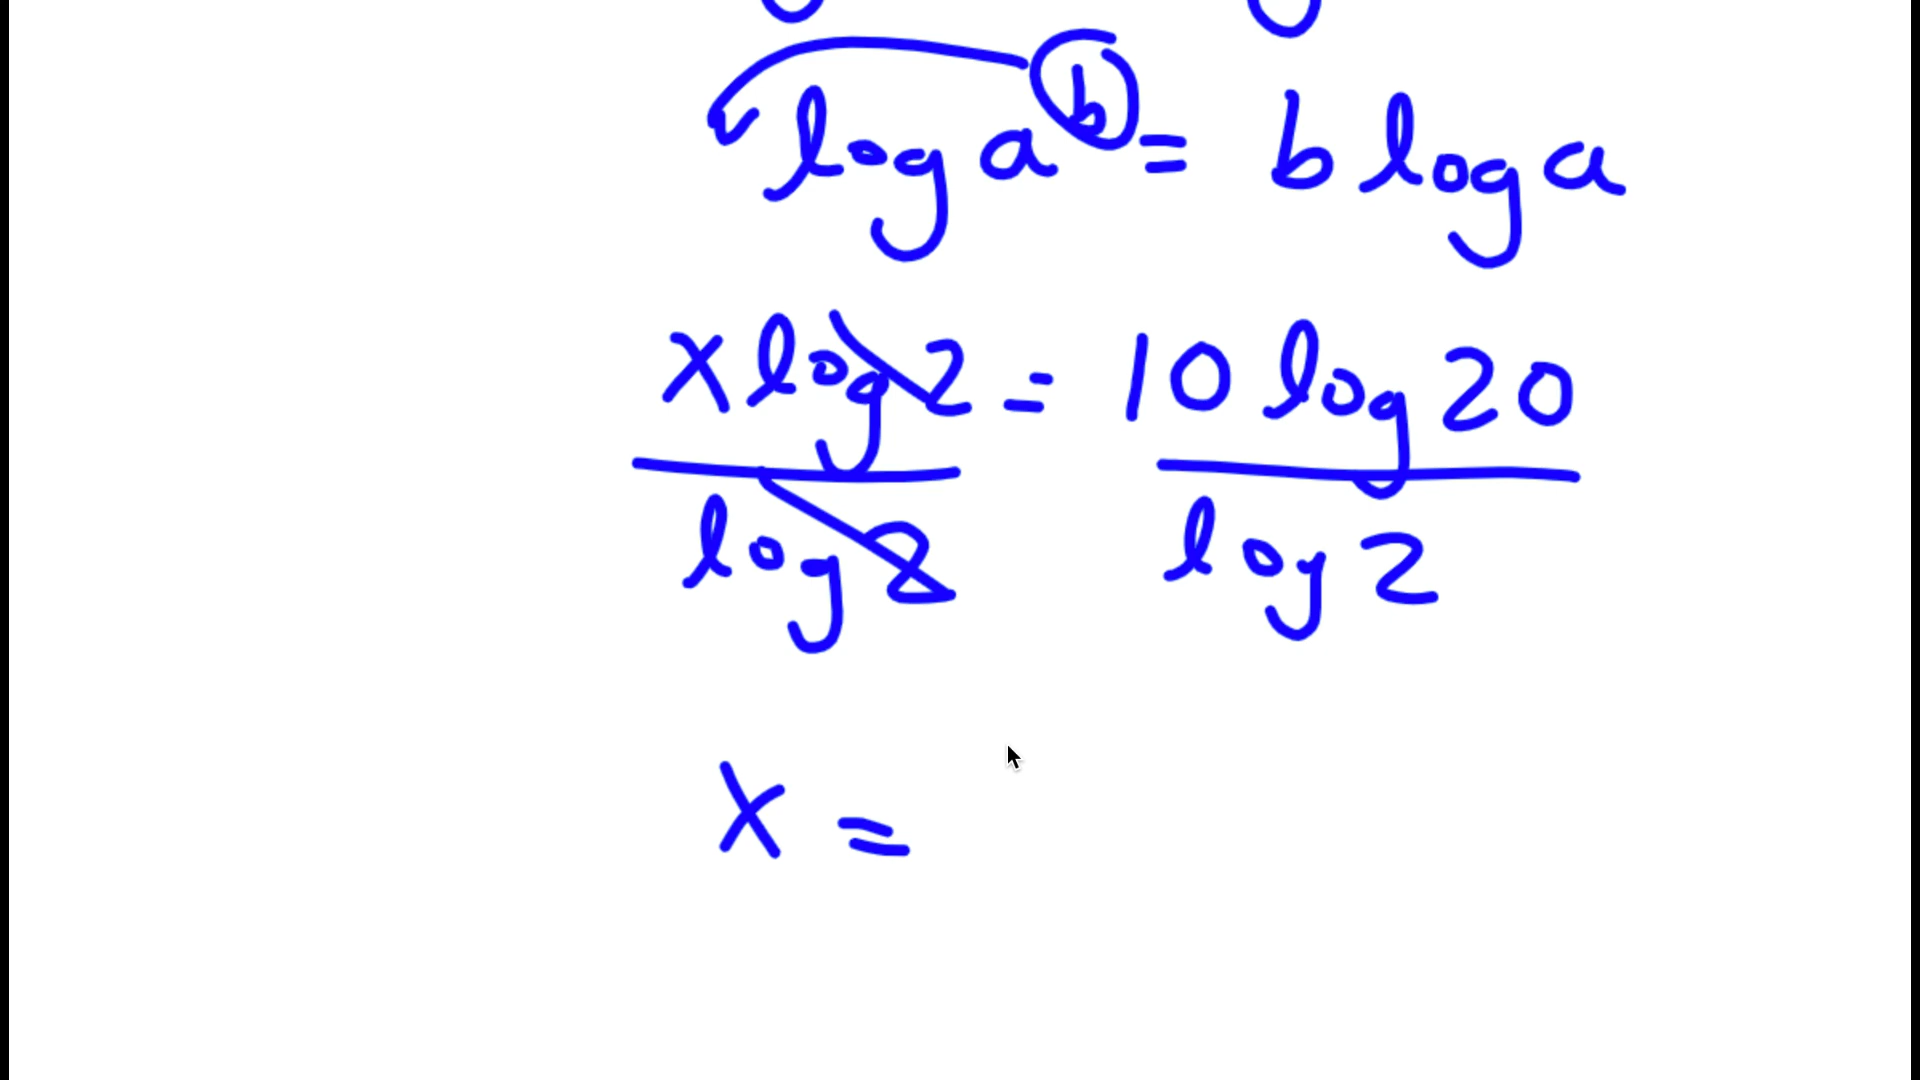 log a^b = b log a
x log 2 = 10 log 20
log 2 log 2
x =